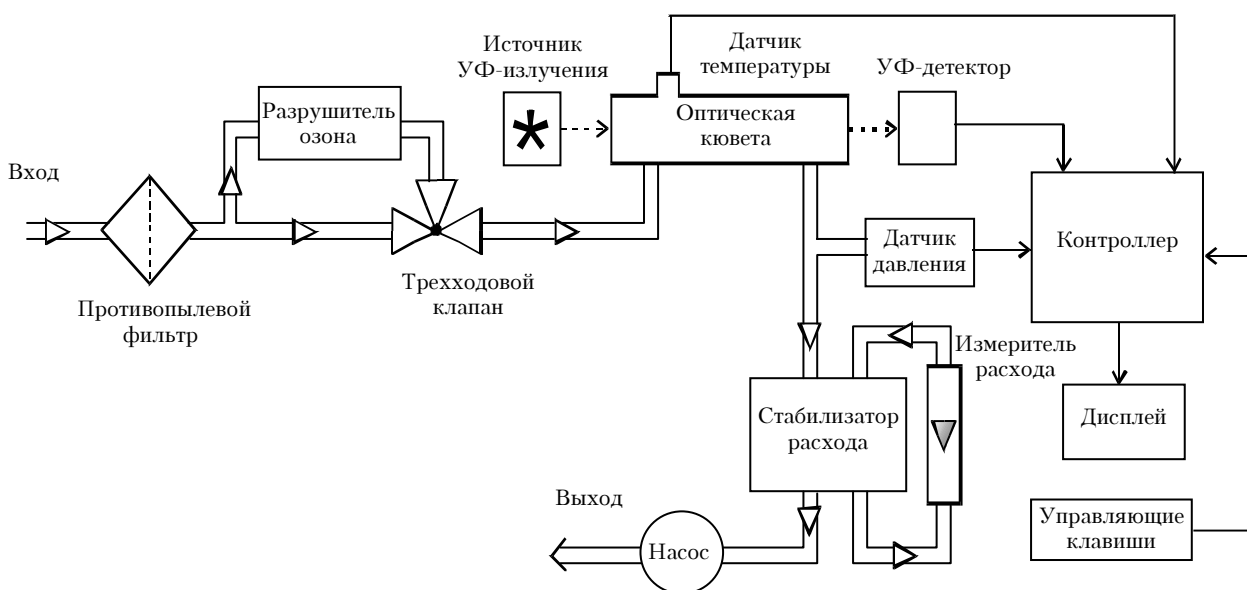 Источник
УФ-излучения
Датчик
температуры
УФ-детектор
Разрушитель
озона
Оптическая
кювета
Вход
Датчик
давления
Контроллер
Трехходовой
клапан
Противопылевой
фильтр
Измеритель
расхода
Стабилизатор
расхода
Дисплей
Выход
Насос
Управляющие
клавиши